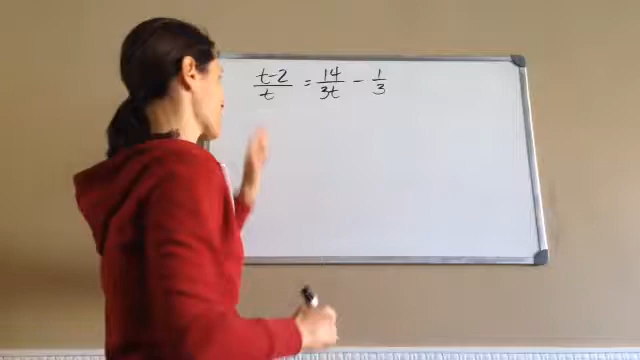 t-2/t = 14/3t - 1/3